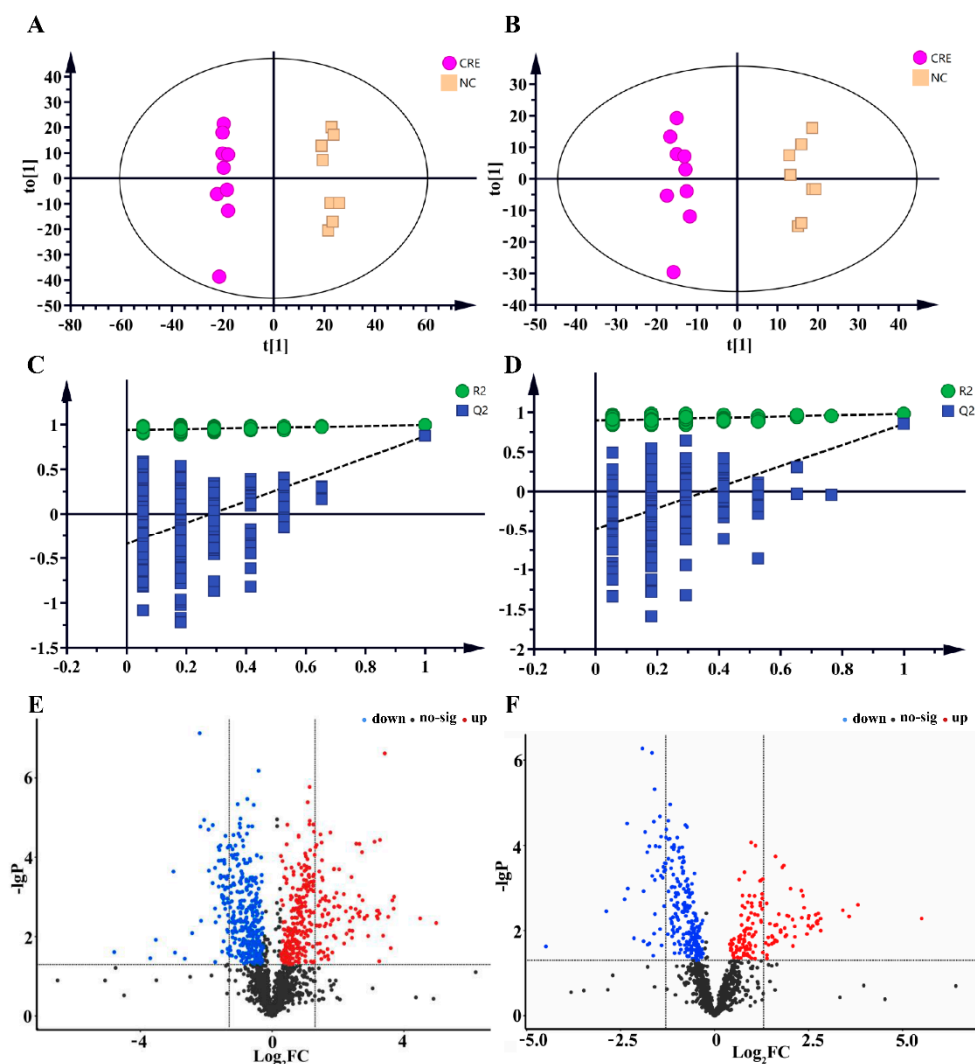 A
CRE
NC
to[1]
40
30
20
10
0
-10
-20
-30
-40
-50
-80 -60 -40 -20 0 20 40 60
t[1]
B
CRE
NC
to[1]
30
20
10
0
-10
-20
-30
-40
-50 -40 -30 -20 -10 0 10 20 30 40
t[1]
C
R2
Q2
1
0.5
0
-0.5
-1
-1.5
-0.2 0 0.2 0.4 0.6 0.8 1
D
R2
Q2
1
0.5
0
-0.5
-1
-1.5
-2
-0.2 0 0.2 0.4 0.6 0.8 1
E
down no-sig up
-lgP
6
4
2
0
-4 0 4
Log2FC
F
down no-sig up
-lgP
6
4
2
0
-5.0 -2.5 0 2.5 5.0
Log2FC